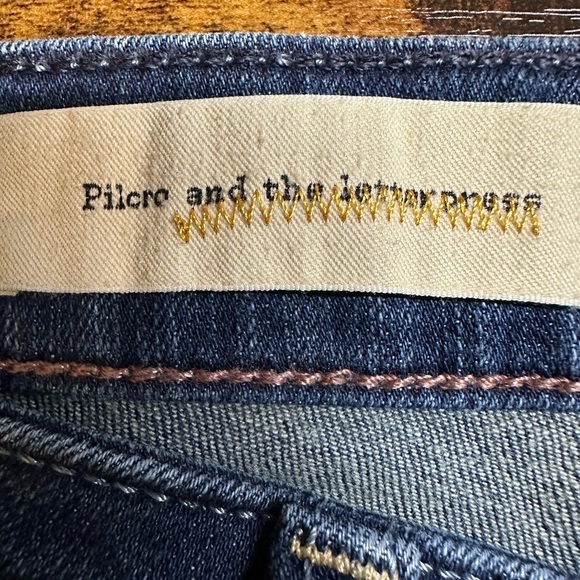 Pilcro and the letterpress